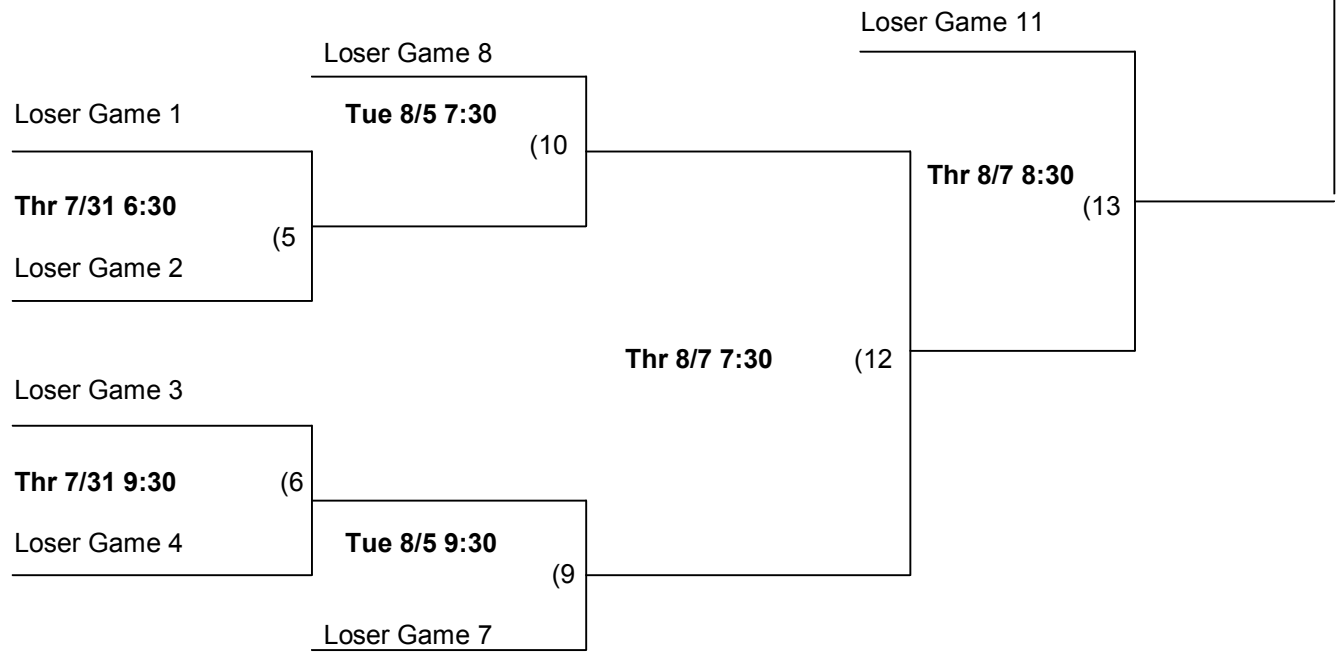 Loser Game 11
Loser Game 8
Loser Game 1
Tue 8/5 7:30
(10
Thr 8/7 8:30
(13
Thr 7/31 6:30
(5
Loser Game 2
Thr 8/7 7:30
(12
Loser Game 3
Thr 7/31 9:30
(6
Loser Game 4
Tue 8/5 9:30
(9
Loser Game 7